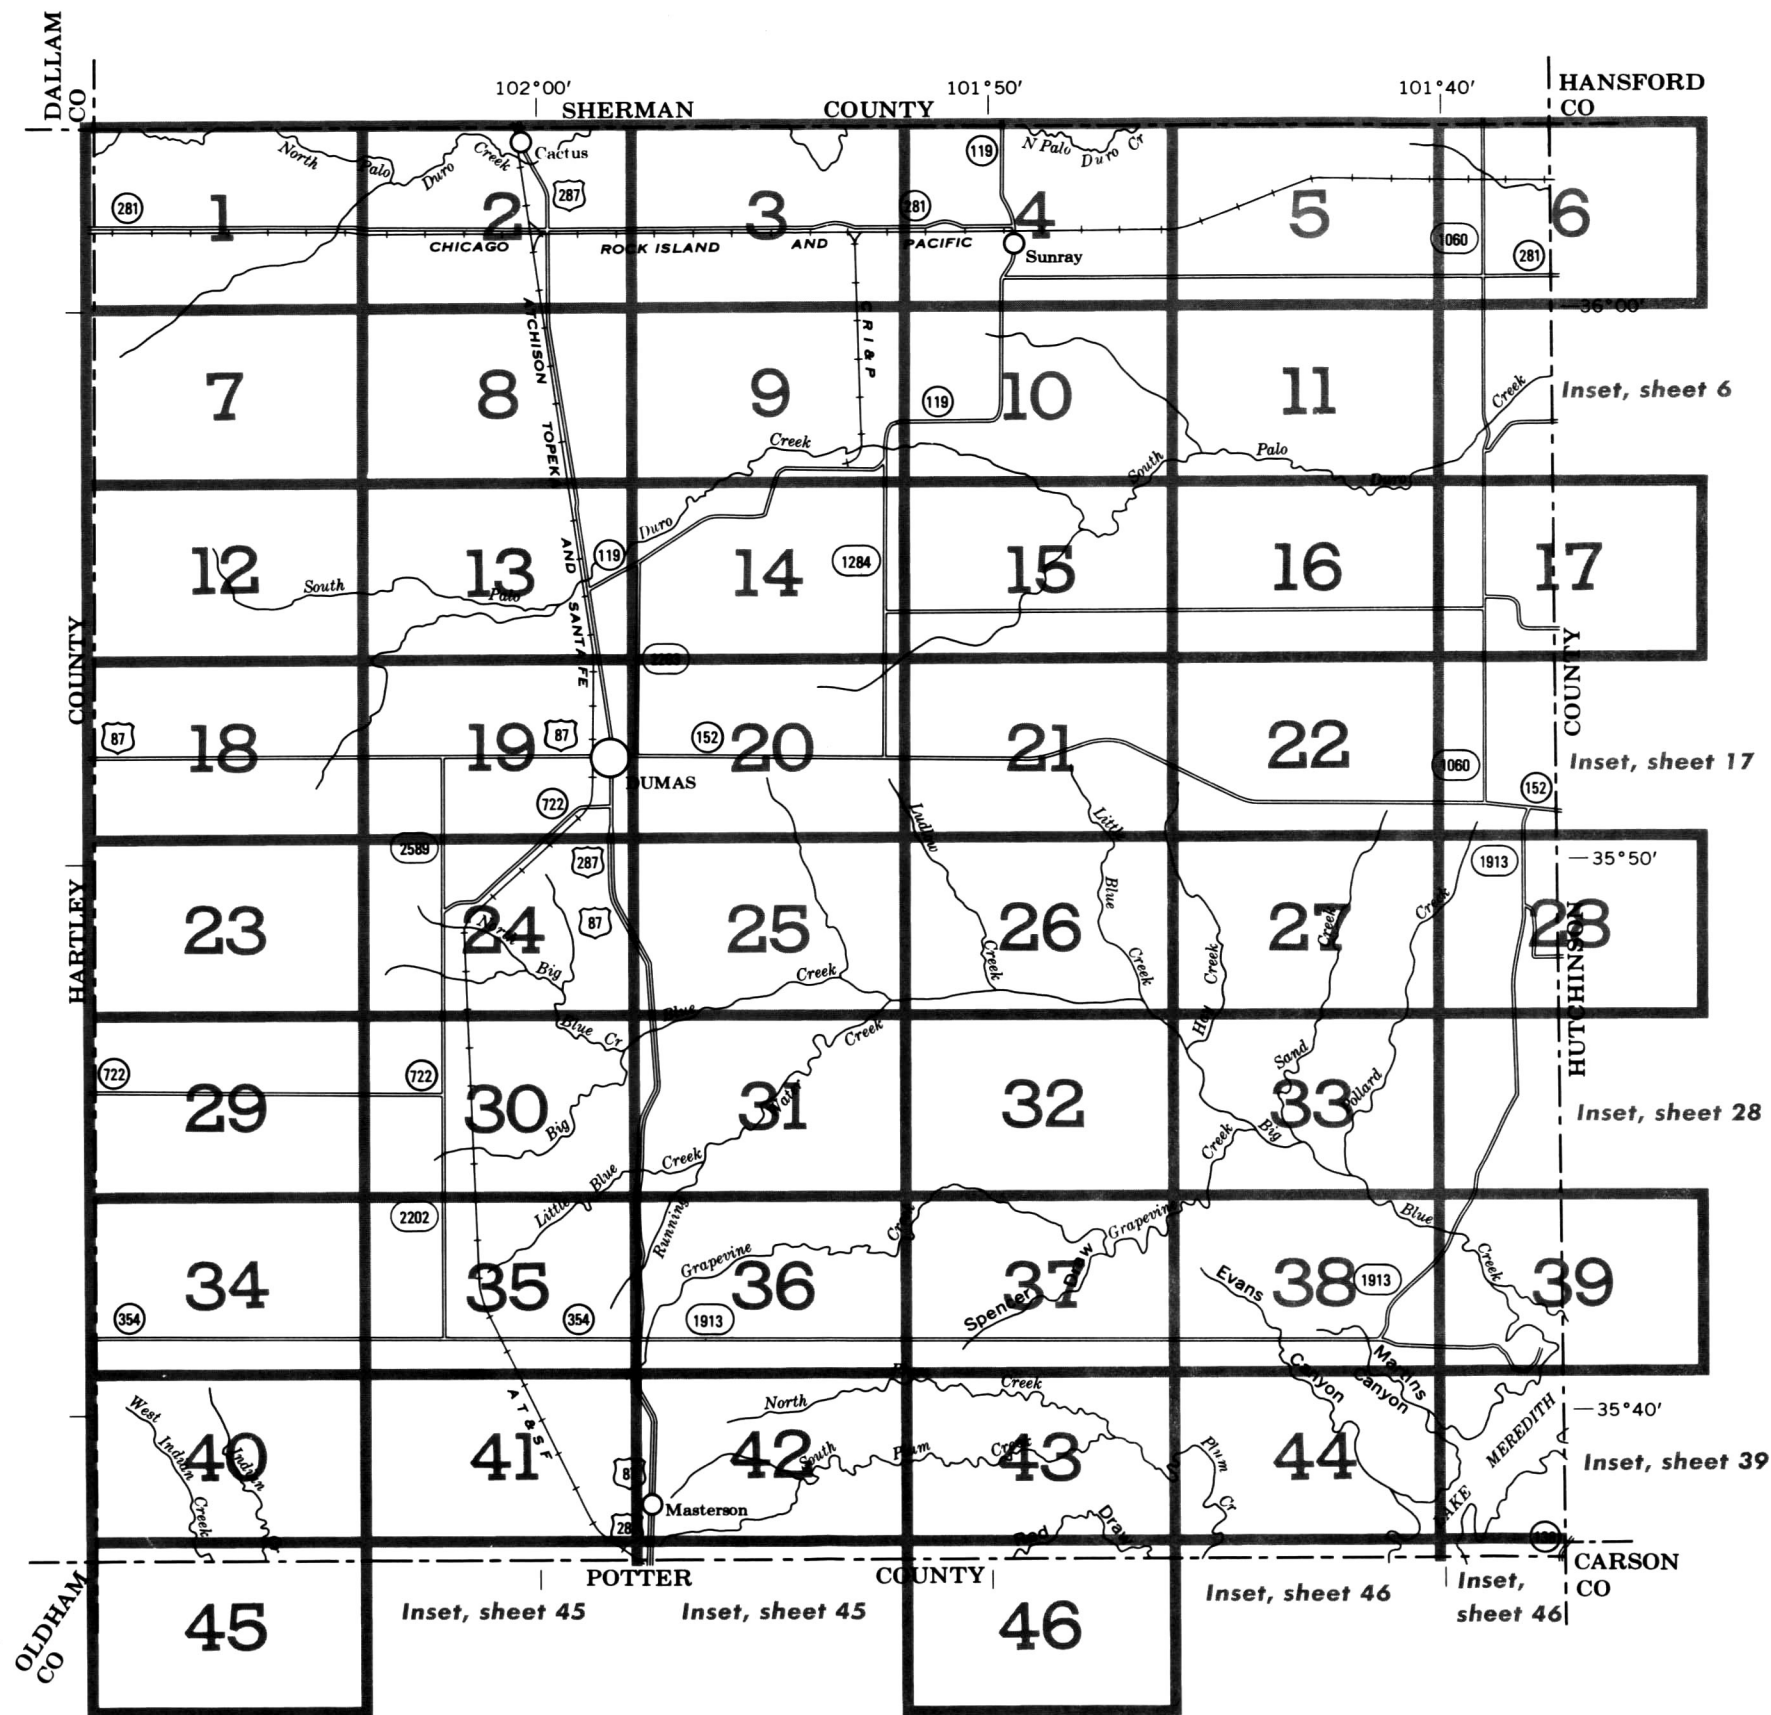 DALLAM
CO
102°00′
101°50′
101°40′
SHERMAN COUNTY
HANSFORD
CO
Cactus
North Palo Duro Creek
N Palo Duro Cr
119
287
281
281
1
2
3
4
5
6
1060
281
CHICAGO ROCK ISLAND AND PACIFIC
Sunray
36°00′
ATCHISON TOPEKA AND SANTA FE
C R I & P
7
8
9
10
11
119
Creek
Inset, sheet 6
Creek
South Palo Duro
Duro
119
12
13
14
1284
15
16
17
South Palo
COUNTY
COUNTY
87
18
19
87
152
20
21
22
1060
Inset, sheet 17
152
DUMAS
722
2589
287
Ludlow Creek
Little Blue Creek
1913
35°50′
HARTLEY
HUTCHINSON
23
24
87
25
26
27
28
North Big Blue Cr
Blue Creek
Creek
Creek
Hog Creek
Sand
Pollard
722
722
29
30
31
32
33
Inset, sheet 28
Big
Running Water Creek
Little Blue Creek
Big Blue Creek
2202
Grapevine Creek
Grapevine Creek
Spencer Draw
34
35
36
37
38
39
Evans Canyon
1913
354
354
1913
Martins Canyon
West Indian Creek
Indian Cr
A T & S F
North Creek
South Plum Creek
Plum Cr
LAKE MEREDITH
35°40′
40
41
42
43
44
Inset, sheet 39
87
Masterson
Red Draw
OLDHAM
CO
POTTER COUNTY
CARSON
CO
45
Inset, sheet 45
Inset, sheet 45
46
Inset, sheet 46
Inset,
sheet 46